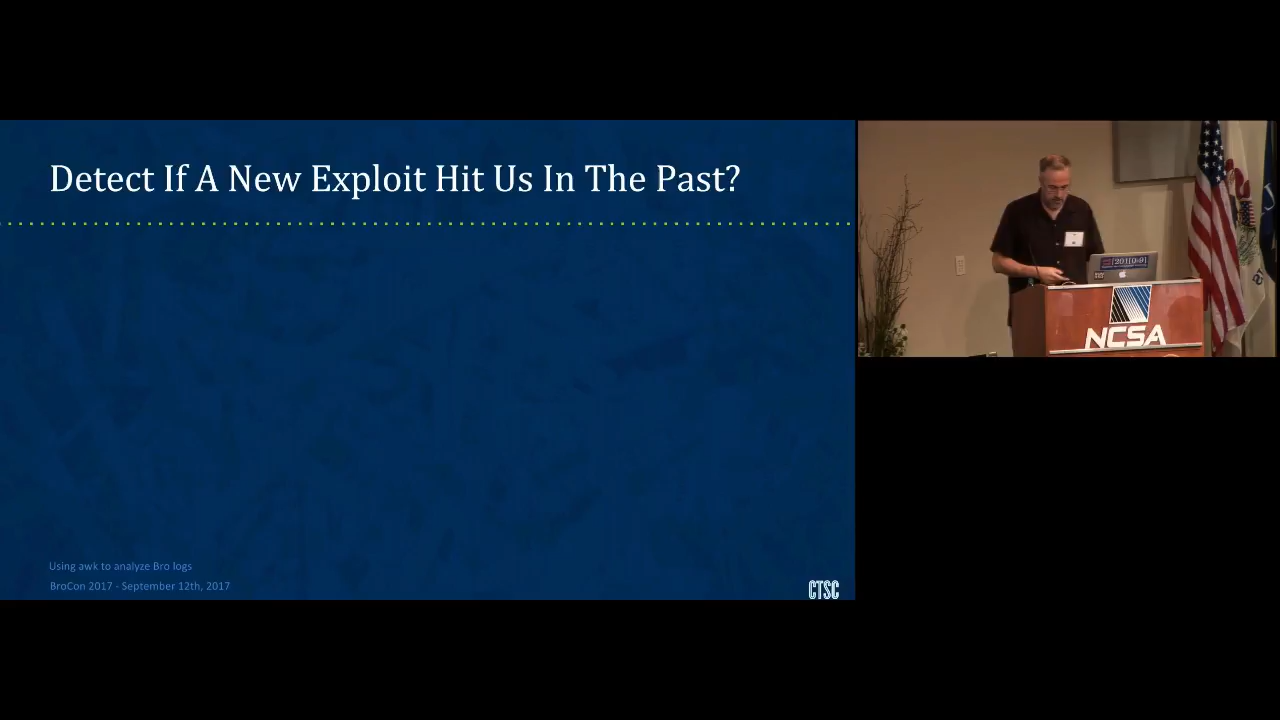 Detect If A New Exploit Hit Us In The Past?
Using awk to analyze Bro logs
BroCon 2017 - September 12th, 2017
CTSC
NCSA